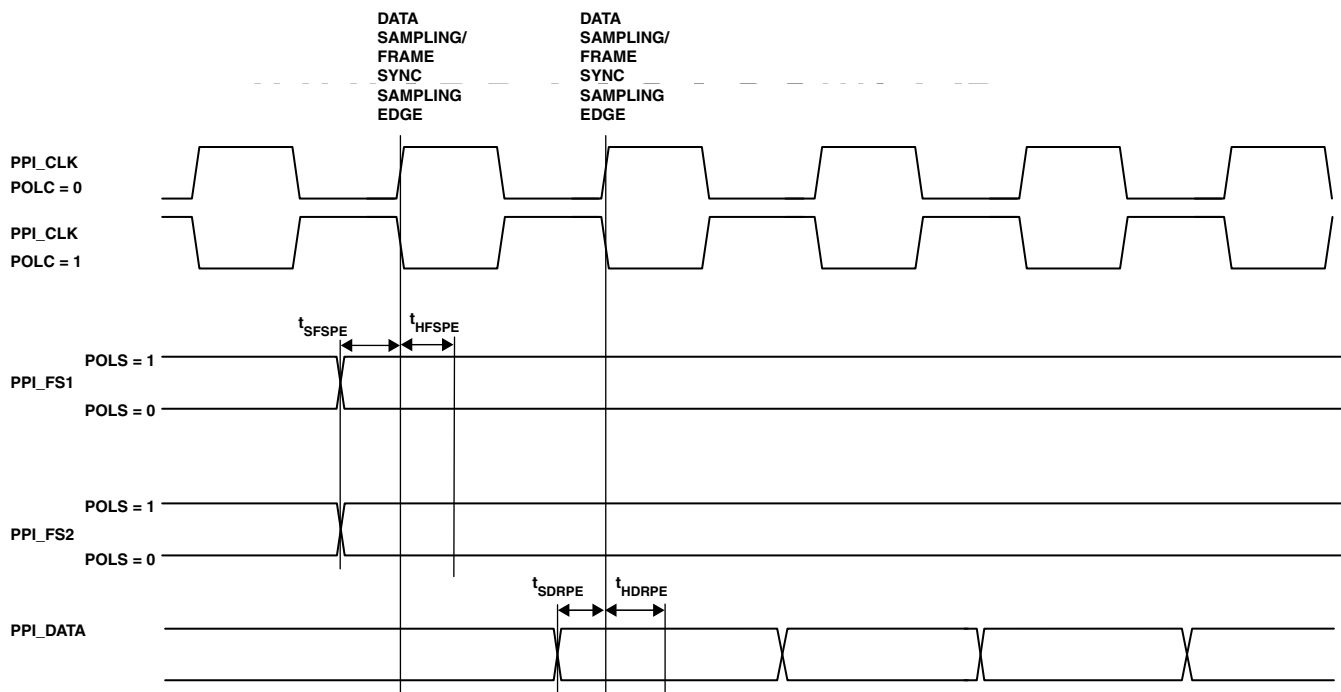 DATA
SAMPLING/
FRAME
SYNC
SAMPLING
EDGE
DATA
SAMPLING/
FRAME
SYNC
SAMPLING
EDGE
PPI_CLK
POLC = 0
PPI_CLK
POLC = 1
tSFSPE
tHFSPE
POLS = 1
PPI_FS1
POLS = 0
POLS = 1
PPI_FS2
POLS = 0
tSDRPE
tHDRPE
PPI_DATA